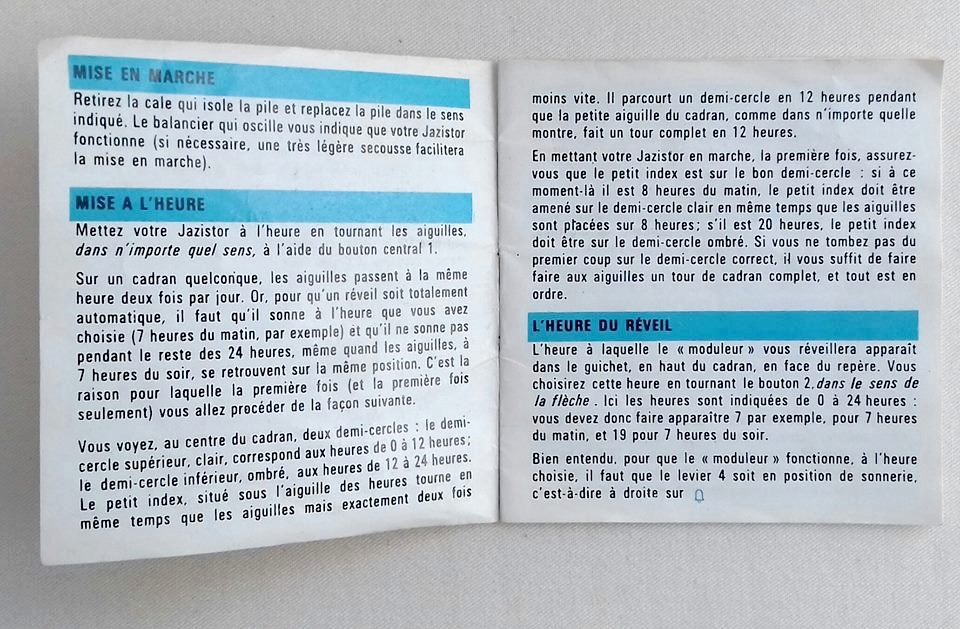 MISE EN MARCHE
Retirez la cale qui isole la pile et replacez la pile dans le sens
indiqué. Le balancier qui oscille vous indique que votre Jazistor
fonctionne (si nécessaire, une très légère secousse facilitera
la mise en marche).
MISE A L'HEURE
Mettez votre Jazistor à l'heure en tournant les aiguilles,
dans n'importe quel sens, à l'aide du bouton central 1.
Sur un cadran quelconque, les aiguilles passent à la même
heure deux fois par jour. Or, pour qu'un réveil soit totalement
automatique, il faut qu'il sonne à l'heure que vous avez
choisie (7 heures du matin, par exemple) et qu'il ne sonne pas
pendant le reste des 24 heures, même quand les aiguilles, à
7 heures du soir, se retrouvent sur la même position. C'est la
raison pour laquelle la première fois (et la première fois
seulement) vous allez procéder de la façon suivante.
Vous voyez, au centre du cadran, deux demi-cercles : le demi-
cercle supérieur, clair, correspond aux heures de 0 à 12 heures;
le demi-cercle inférieur, ombré, aux heures de 12 à 24 heures.
Le petit index, situé sous l'aiguille des heures tourne en
même temps que les aiguilles mais exactement deux fois
moins vite. Il parcourt un demi-cercle en 12 heures pendant
que la petite aiguille du cadran, comme dans n'importe quelle
montre, fait un tour complet en 12 heures.
En mettant votre Jazistor en marche, la première fois, assurez-
vous que le petit index est sur le bon demi-cercle : si à ce
moment-là il est 8 heures du matin, le petit index doit être
amené sur le demi-cercle clair en même temps que les aiguilles
sont placées sur 8 heures; s'il est 20 heures, le petit index
doit être sur le demi-cercle ombré. Si vous ne tombez pas du
premier coup sur le demi-cercle correct, il vous suffit de faire
faire aux aiguilles un tour de cadran complet, et tout est en
ordre.
L'HEURE DU RÉVEIL
L'heure à laquelle le « moduleur » vous réveillera apparaît
dans le guichet, en haut du cadran, en face du repère. Vous
choisirez cette heure en tournant le bouton 2, dans le sens de
la flèche. Ici les heures sont indiquées de 0 à 24 heures :
vous devez donc faire apparaître 7 par exemple, pour 7 heures
du matin, et 19 pour 7 heures du soir.
Bien entendu, pour que le « moduleur » fonctionne, à l'heure
choisie, il faut que le levier 4 soit en position de sonnerie,
c'est-à-dire à droite sur